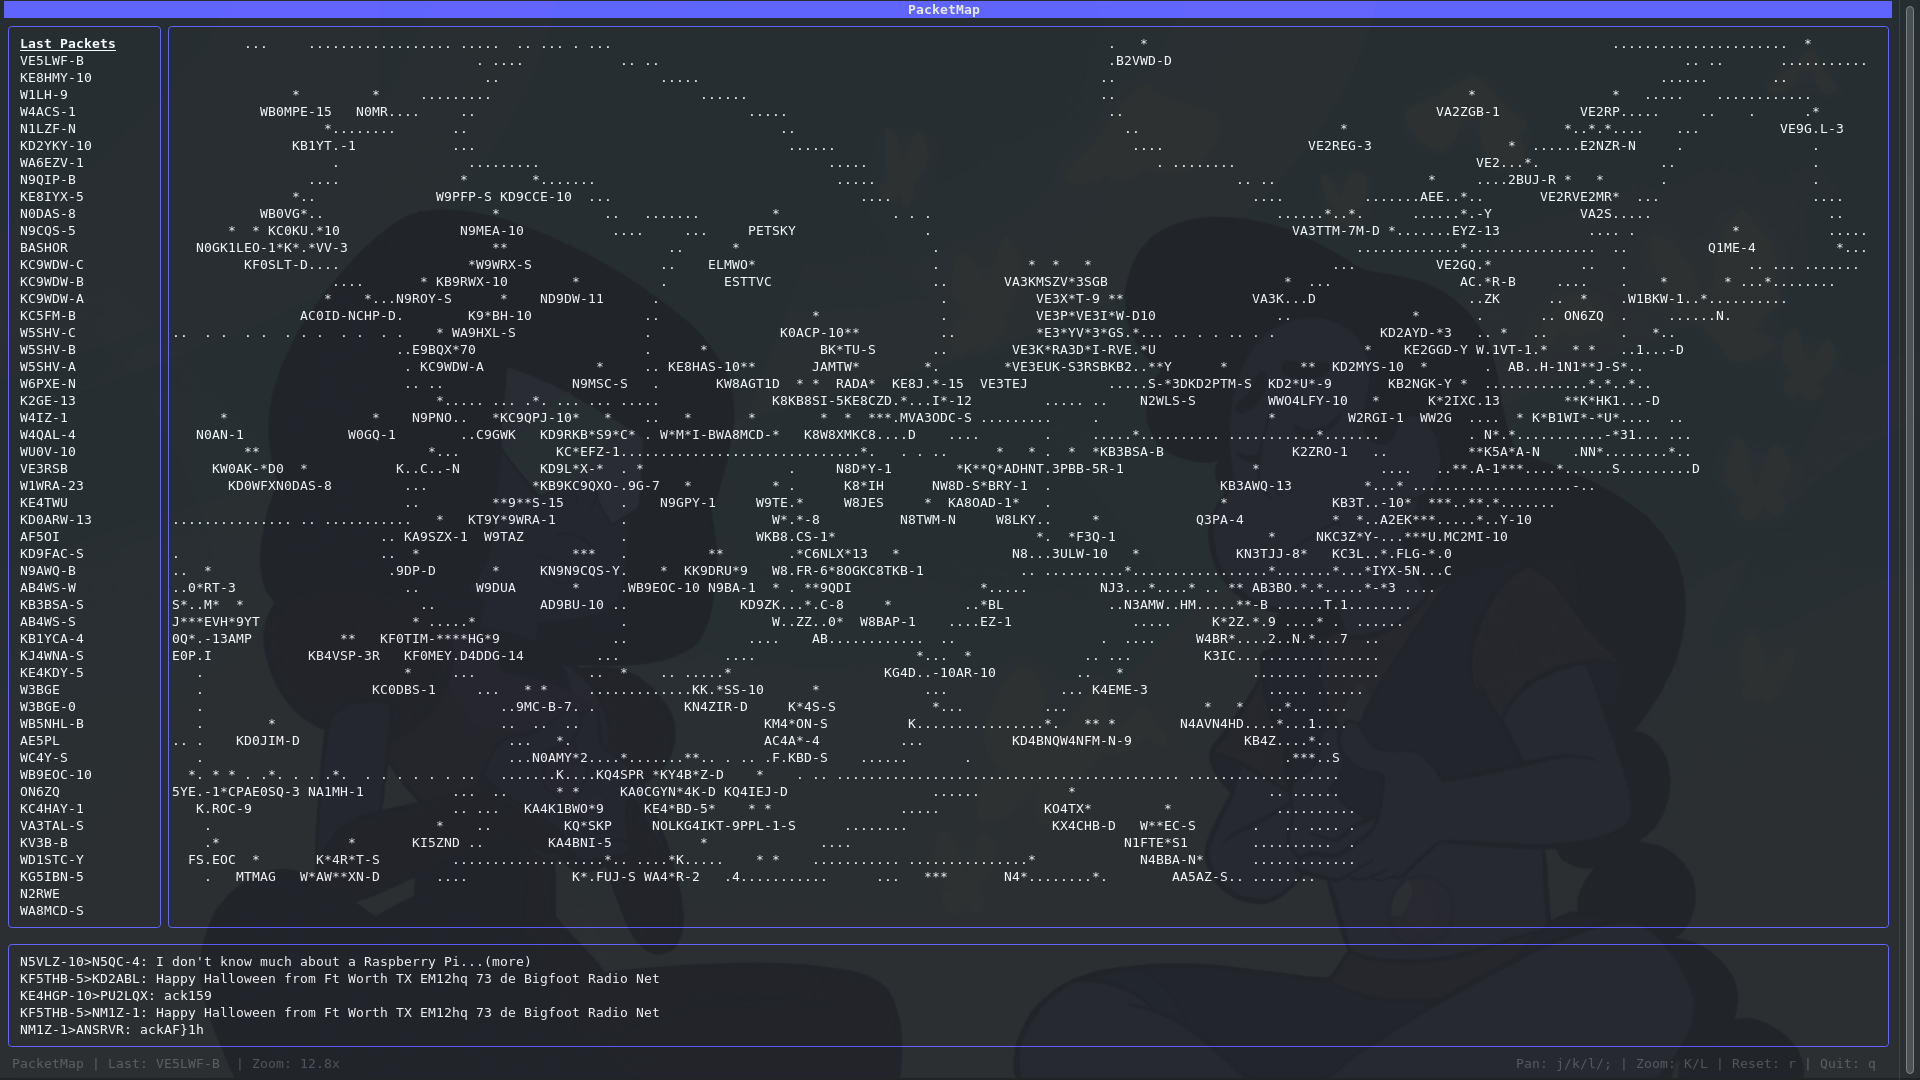 PacketMap
Last Packets
VE5LWF-B
KE8HMY-10
W1LH-9
W4ACS-1
N1LZF-N
KD2YKY-10
WA6EZV-1
N9QIP-B
KE8IYX-5
N0DAS-8
N9CQS-5
BASHOR
KC9WDW-C
KC9WDW-B
KC9WDW-A
KC5FM-B
W5SHV-C
W5SHV-B
W5SHV-A
W6PXE-N
K2GE-13
W4IZ-1
W4QAL-4
WU0V-10
VE3RSB
W1WRA-23
KE4TWU
KD0ARW-13
AF5OI
KD9FAC-S
N9AWQ-B
AB4WS-W
KB3BSA-S
AB4WS-S
KB1YCA-4
KJ4WNA-S
KE4KDY-5
W3BGE
W3BGE-0
WB5NHL-B
AE5PL
WC4Y-S
WB9EOC-10
ON6ZQ
KC4HAY-1
VA3TAL-S
KV3B-B
WD1STC-Y
KG5IBN-5
N2RWE
WA8MCD-S
.B2VWD-D
WB0MPE-15 N0MR.... VA2ZGB-1 VE2RP..... VE9G.L-3
KB1YT.-1 VE2REG-3 * ......E2NZR-N
VE2...*.
....2BUJ-R * *
*.. W9PFP-S KD9CCE-10 ... .......AEE..*.. VE2RVE2MR* ...
WB0VG*.. ......*..*. ......*.-Y VA2S.....
* * KC0KU.*10 N9MEA-10 .... ... PETSKY VA3TTM-7M-D *.......EYZ-13
N0GK1LEO-1*K*.*VV-3 ** Q1ME-4 *...
KF0SLT-D.... *W9WRX-S .. ELMWO* VE2GQ.*
* KB9RWX-10 * ESTTVC VA3KMSZV*3SGB AC.*R-B
* *...N9ROY-S * ND9DW-11 VE3X*T-9 ** VA3K...D ..ZK .W1BKW-1..*..........
AC0ID-NCHP-D. K9*BH-10 VE3P*VE3I*W-D10 ON6ZQ ......N.
* WA9HXL-S K0ACP-10** *E3*YV*3*GS.*... KD2AYD-*3
..E9BQX*70 BK*TU-S VE3K*RA3D*I-RVE.*U KE2GGD-Y W.1VT-1.* * * ..1...-D
. KC9WDW-A * .. KE8HAS-10** JAMTW* *. *VE3EUK-S3RSBKB2..**Y * ** KD2MYS-10 * . AB..H-1N1**J-S*..
N9MSC-S . KW8AGT1D * * RADA* KE8J.*-15 VE3TEJ .....S-*3DKD2PTM-S KD2*U*-9 KB2NGK-Y * .............*.*..*..
K8KB8SI-5KE8CZD.*...I*-12 N2WLS-S WWO4LFY-10 * K*2IXC.13 **K*HK1...-D
N9PNO.. *KC9QPJ-10* ***.MVA3ODC-S ......... W2RGI-1 WW2G .... * K*B1WI*-*U*.... ..
N0AN-1 W0GQ-1 ..C9GWK KD9RKB*S9*C* . W*M*I-BWA8MCD-* K8W8XMKC8....D . N*.*...........-*31... ...
KC*EFZ-1 *KB3BSA-B K2ZRO-1 .. **K5A*A-N .NN*.......*..
KW0AK-*D0 * K..C..-N KD9L*X-* . * N8D*Y-1 *K**Q*ADHNT.3PBB-5R-1 ..**.A-1***....*......S.........D
KD0WFXN0DAS-8 ... *KB9KC9QXO-.9G-7 * * . K8*IH NW8D-S*BRY-1 . KB3AWQ-13
**9**S-15 . N9GPY-1 W9TE.* W8JES * KA8OAD-1* KB3T..-10* ***..**.*.......
KT9Y*9WRA-1 W*.*-8 N8TWM-N W8LKY.. * Q3PA-4 * *..A2EK***.....*..Y-10
.. KA9SZX-1 W9TAZ . WKB8.CS-1* *. *F3Q-1 * NKC3Z*Y-...***U.MC2MI-10
.*C6NLX*13 * N8...3ULW-10 * KN3TJJ-8* KC3L..*.FLG-*.0
.. * .9DP-D * KN9N9CQS-Y. * KK9DRU*9 W8.FR-6*8OGKC8TKB-1 *IYX-5N...C
..0*RT-3 .. W9DUA * .WB9EOC-10 N9BA-1 * . **9QDI *..... NJ3...*....* .. ** AB3BO.*.*.....*-*3 ....
S*..M* * .. AD9BU-10 .. KD9ZK...*.C-8 * ..*BL ..N3AMW..HM.....**-B ......T.1........
J***EVH*9YT * .....* . W..ZZ..0* W8BAP-1 ....EZ-1 ..... K*2Z.*.9 ....* . ......
0Q*.-13AMP ** KF0TIM-****HG*9 .. .... AB............ .. . .... W4BR*....2..N.*...7 ...
E0P.I KB4VSP-3R KF0MEY.D4DDG-14 ... .... *... * .. ... K3IC..................
KG4D..-10AR-10
KC0DBS-1 ... * * .............KK.*SS-10 * ... ... K4EME-3
..9MC-B-7. . KN4ZIR-D K*4S-S
KM4*ON-S K................*. ** * N4AVN4HD....*...1....
.. . KD0JIM-D ... *. AC4A*-4 ... KD4BNQW4NFM-N-9 KB4Z....*..
...N0AMY*2....*.......**.. . .. .F.KBD-S ...... . .***..S
.......K....KQ4SPR *KY4B*Z-D
5YE.-1*CPAE0SQ-3 NA1MH-1 ... .. * * KA0CGYN*4K-D KQ4IEJ-D
K.ROC-9 .. ... KA4K1BWO*9 KE4*BD-5* * * ..... KO4TX* *
. * .. KQ*SKP NOLKG4IKT-9PPL-1-S ........ KX4CHB-D W**EC-S
.* * KI5ZND .. KA4BNI-5 * .... N1FTE*S1
FS.EOC * K*4R*T-S N4BBA-N*
. MTMAG W*AW**XN-D .... K*.FUJ-S WA4*R-2 .4........... ... *** N4*........*. AA5AZ-S.. ........
N5VLZ-10>N5QC-4: I don't know much about a Raspberry Pi...(more)
KF5THB-5>KD2ABL: Happy Halloween from Ft Worth TX EM12hq 73 de Bigfoot Radio Net
KE4HGP-10>PU2LQX: ack159
KF5THB-5>NM1Z-1: Happy Halloween from Ft Worth TX EM12hq 73 de Bigfoot Radio Net
NM1Z-1>ANSRVR: ackAF}1h
PacketMap | Last: VE5LWF-B | Zoom: 12.8x
Pan: j/k/l/; | Zoom: K/L | Reset: r | Quit: q